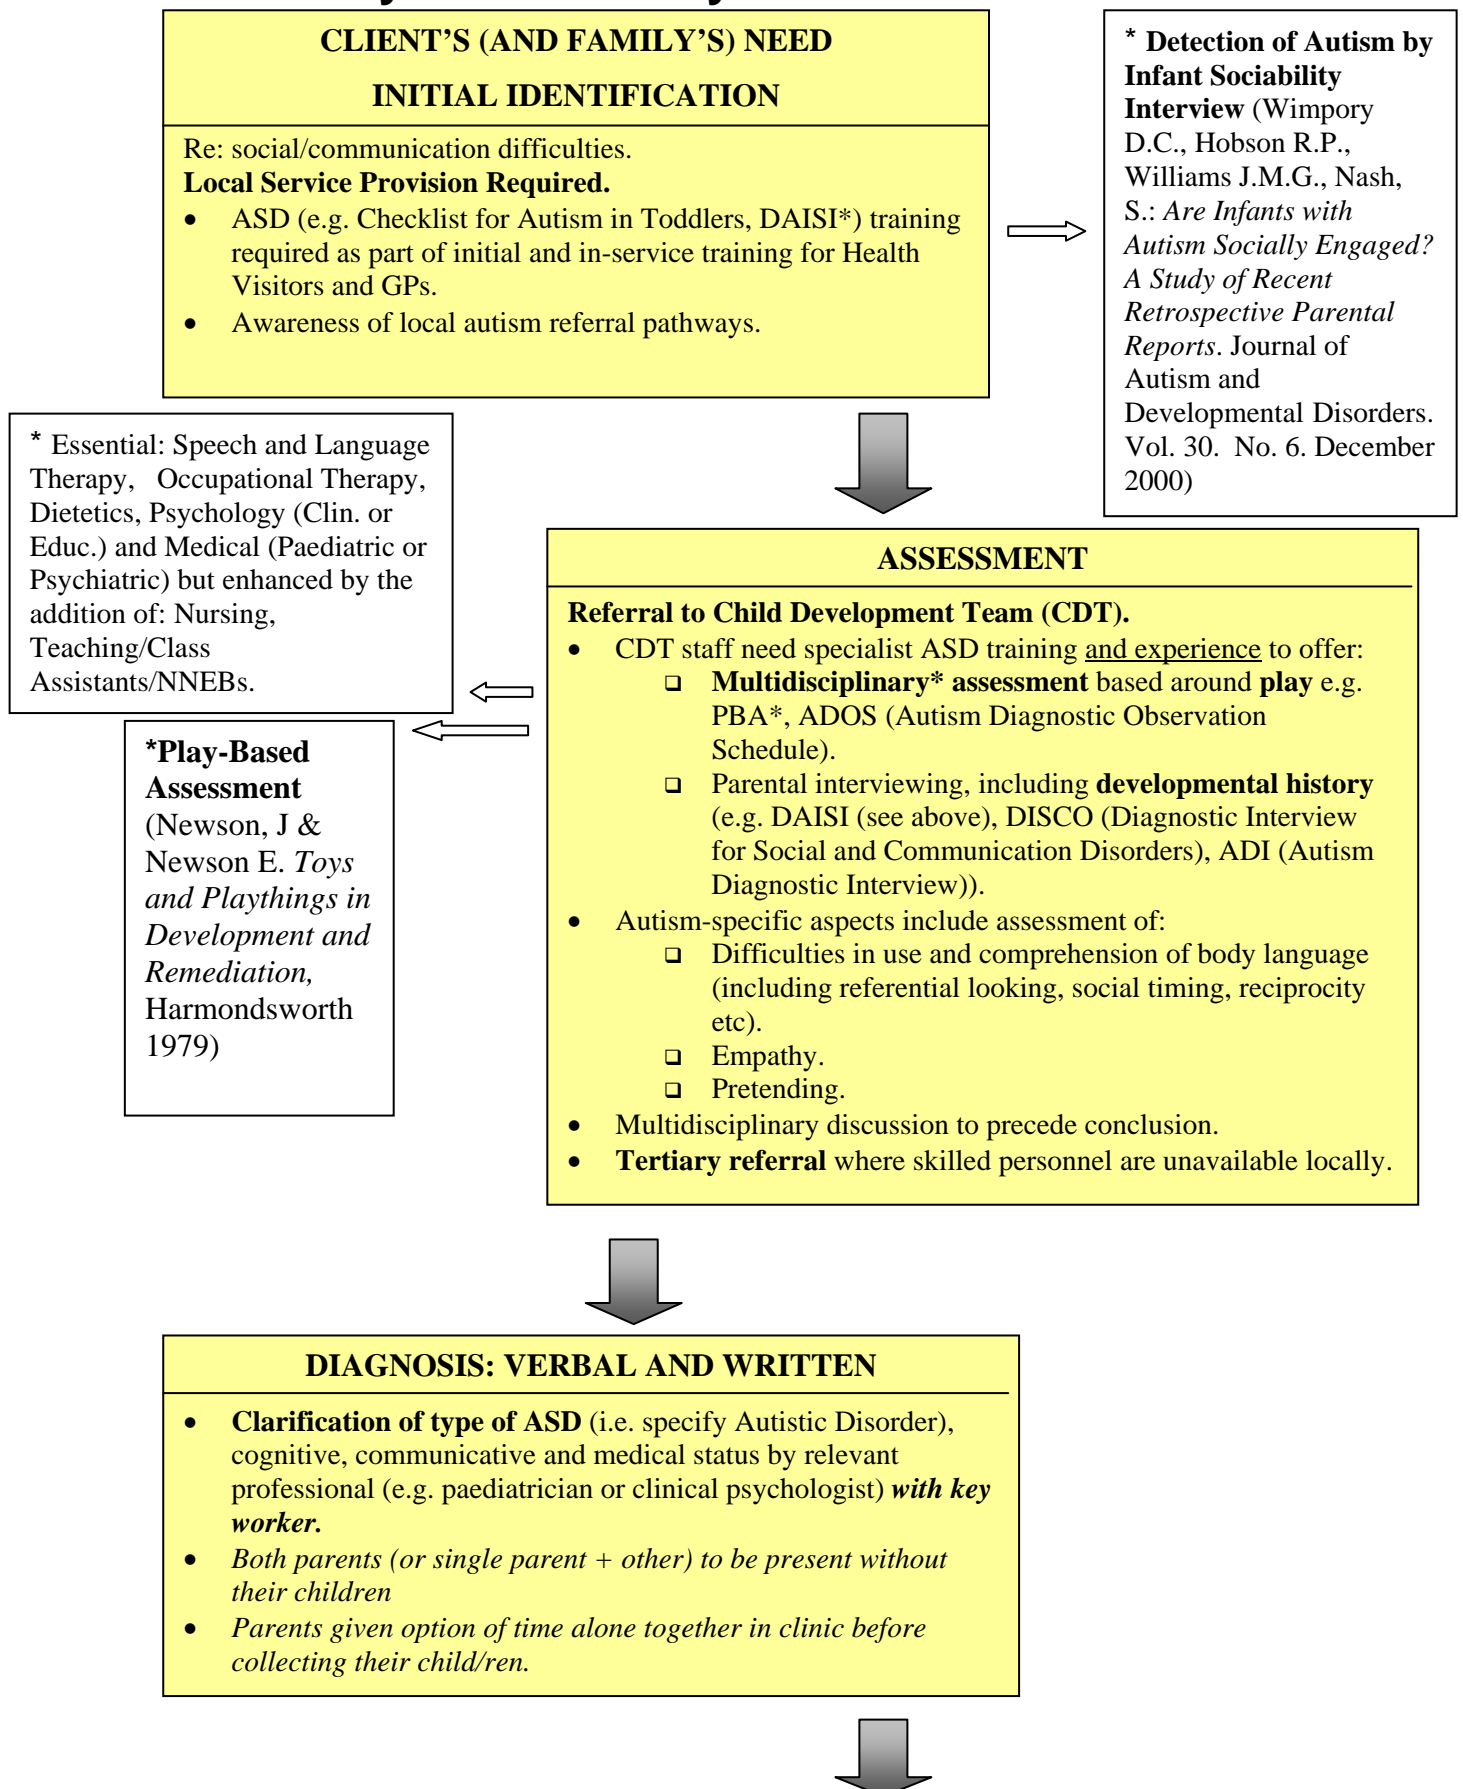 CLIENT'S (AND FAMILY'S) NEED
INITIAL IDENTIFICATION
Re: social/communication difficulties.
Local Service Provision Required.
• ASD (e.g. Checklist for Autism in Toddlers, DAISI*) training
required as part of initial and in-service training for Health
Visitors and GPs.
• Awareness of local autism referral pathways.
* Detection of Autism by
Infant Sociability
Interview (Wimpory
D.C., Hobson R.P.,
Williams J.M.G., Nash,
S.: Are Infants with
Autism Socially Engaged?
A Study of Recent
Retrospective Parental
Reports. Journal of
Autism and
Developmental Disorders.
Vol. 30. No. 6. December
2000)
* Essential: Speech and Language
Therapy, Occupational Therapy,
Dietetics, Psychology (Clin. or
Educ.) and Medical (Paediatric or
Psychiatric) but enhanced by the
addition of: Nursing,
Teaching/Class
Assistants/NNEBs.
*Play-Based
Assessment
(Newson, J &
Newson E. Toys
and Playthings in
Development and
Remediation,
Harmondsworth
1979)
ASSESSMENT
Referral to Child Development Team (CDT).
• CDT staff need specialist ASD training and experience to offer:
❑ Multidisciplinary* assessment based around play e.g.
PBA*, ADOS (Autism Diagnostic Observation
Schedule).
❑ Parental interviewing, including developmental history
(e.g. DAISI (see above), DISCO (Diagnostic Interview
for Social and Communication Disorders), ADI (Autism
Diagnostic Interview)).
• Autism-specific aspects include assessment of:
❑ Difficulties in use and comprehension of body language
(including referential looking, social timing, reciprocity
etc).
❑ Empathy.
❑ Pretending.
• Multidisciplinary discussion to precede conclusion.
• Tertiary referral where skilled personnel are unavailable locally.
DIAGNOSIS: VERBAL AND WRITTEN
• Clarification of type of ASD (i.e. specify Autistic Disorder),
cognitive, communicative and medical status by relevant
professional (e.g. paediatrician or clinical psychologist) with key
worker.
• Both parents (or single parent + other) to be present without
their children
• Parents given option of time alone together in clinic before
collecting their child/ren.